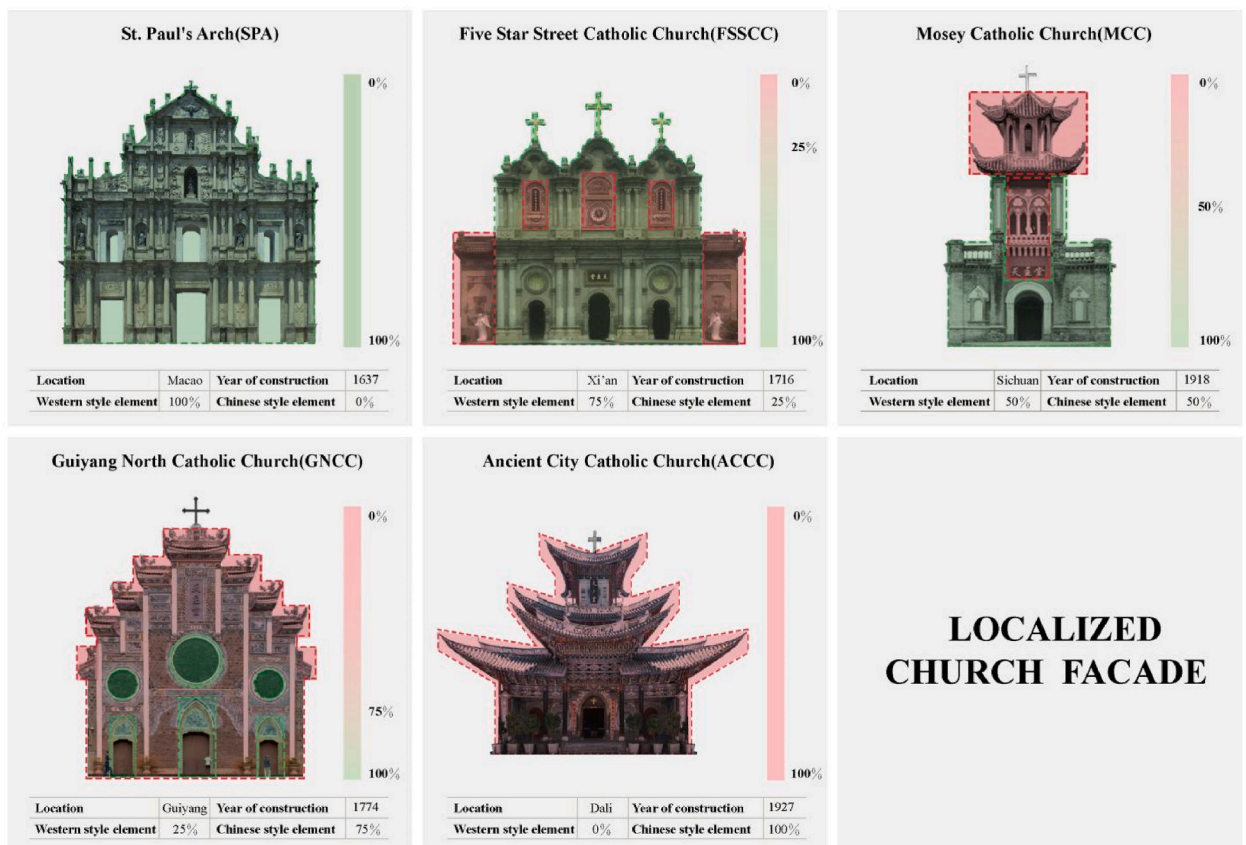 St. Paul's Arch(SPA)
0%
100%
Location Macao Year of construction 1637
Western style element 100% Chinese style element 0%
Five Star Street Catholic Church(FSSCC)
0%
25%
100%
Location Xi'an Year of construction 1716
Western style element 75% Chinese style element 25%
Mosey Catholic Church(MCC)
0%
50%
天主堂
100%
Location Sichuan Year of construction 1918
Western style element 50% Chinese style element 50%
Guiyang North Catholic Church(GNCC)
0%
75%
100%
Location Guiyang Year of construction 1774
Western style element 25% Chinese style element 75%
Ancient City Catholic Church(ACCC)
0%
100%
Location Dali Year of construction 1927
Western style element 0% Chinese style element 100%
LOCALIZED
CHURCH FACADE